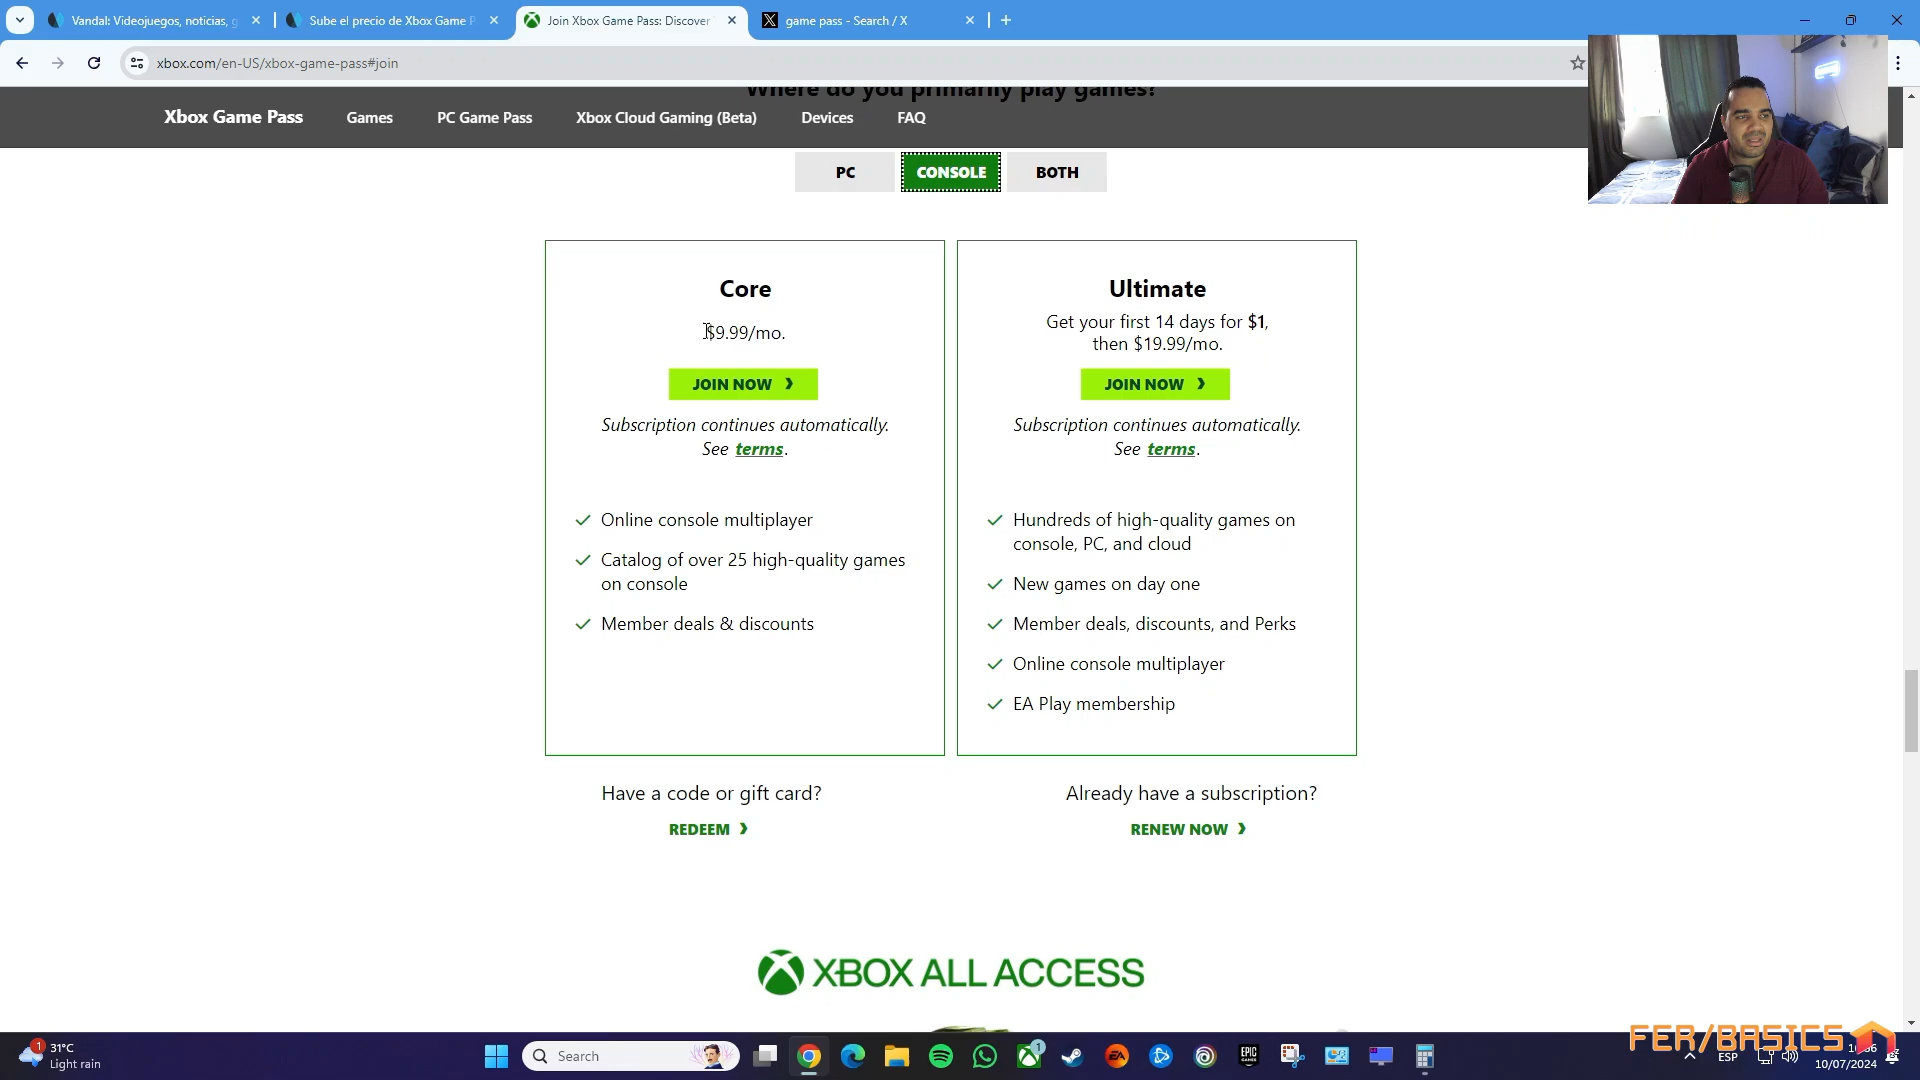 Vandal: Videojuegos, noticias, g
Sube el precio de Xbox Game P
Join Xbox Game Pass: Discover
game pass - Search / X
xbox.com/en-US/xbox-game-pass#join
Where do you primarily play games?
Xbox Game Pass
Games
PC Game Pass
Xbox Cloud Gaming (Beta)
Devices
FAQ
PC
CONSOLE
BOTH
Core
$9.99/mo.
JOIN NOW
Subscription continues automatically.
See terms.
Online console multiplayer
Catalog of over 25 high-quality games
on console
Member deals & discounts
Ultimate
Get your first 14 days for $1,
then $19.99/mo.
JOIN NOW
Subscription continues automatically.
See terms.
Hundreds of high-quality games on
console, PC, and cloud
New games on day one
Member deals, discounts, and Perks
Online console multiplayer
EA Play membership
Have a code or gift card?
REDEEM
Already have a subscription?
RENEW NOW
XBOX ALL ACCESS
1
31°C
Light rain
Search
1
EA
EPIC
GAMES
FER/BASICS
ESP
10/07/2024